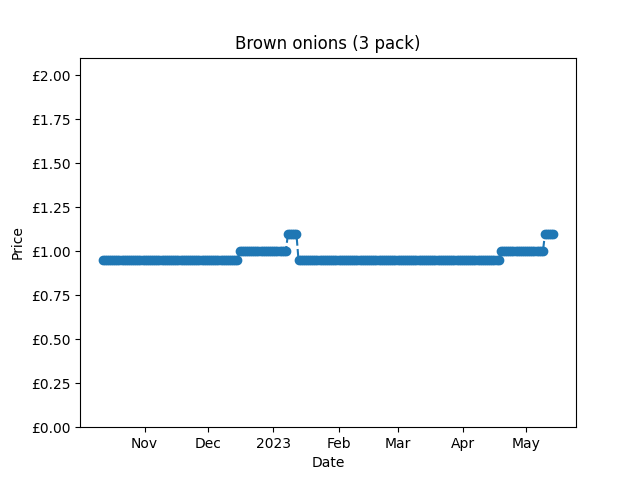 Brown onions (3 pack)
£2.00
£1.75
£1.50
£1.25
£1.00
£0.75
£0.50
£0.25
£0.00
Price
Nov Dec 2023 Feb Mar Apr May
Date